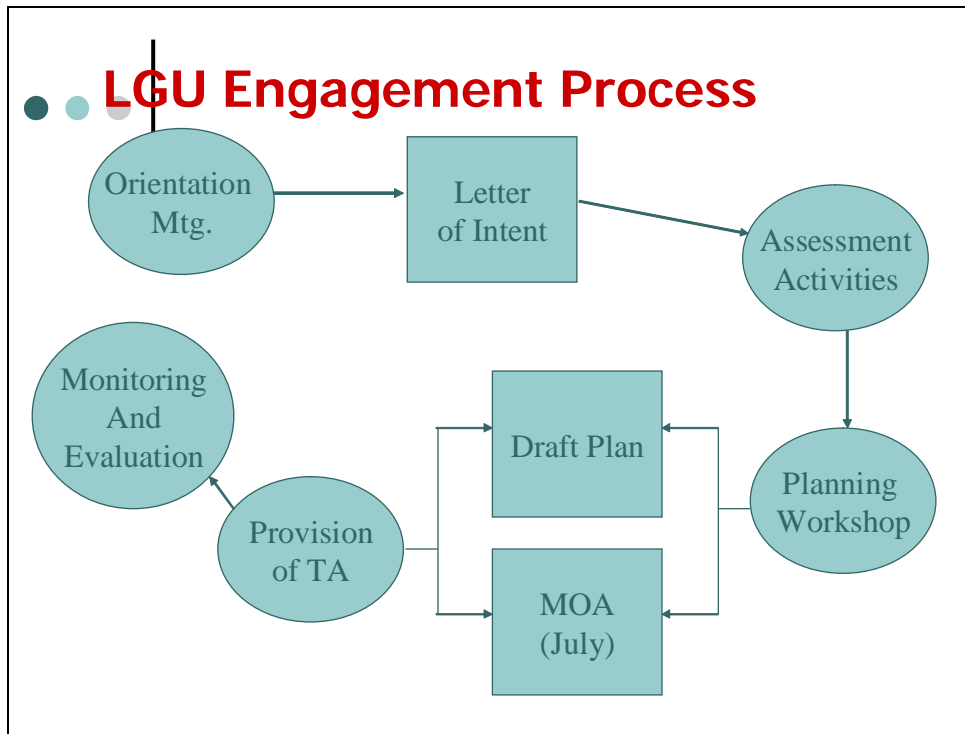 LGU Engagement Process
Orientation
Mtg.
Letter
of Intent
Assessment
Activities
Monitoring
And
Evaluation
Draft Plan
Planning
Workshop
Provision
of TA
MOA
(July)